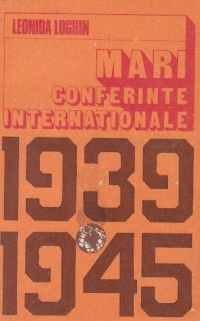 LEONIDA LOGHIN
MARI
CONFERINTE
INTERNATIONALE
1939
1945